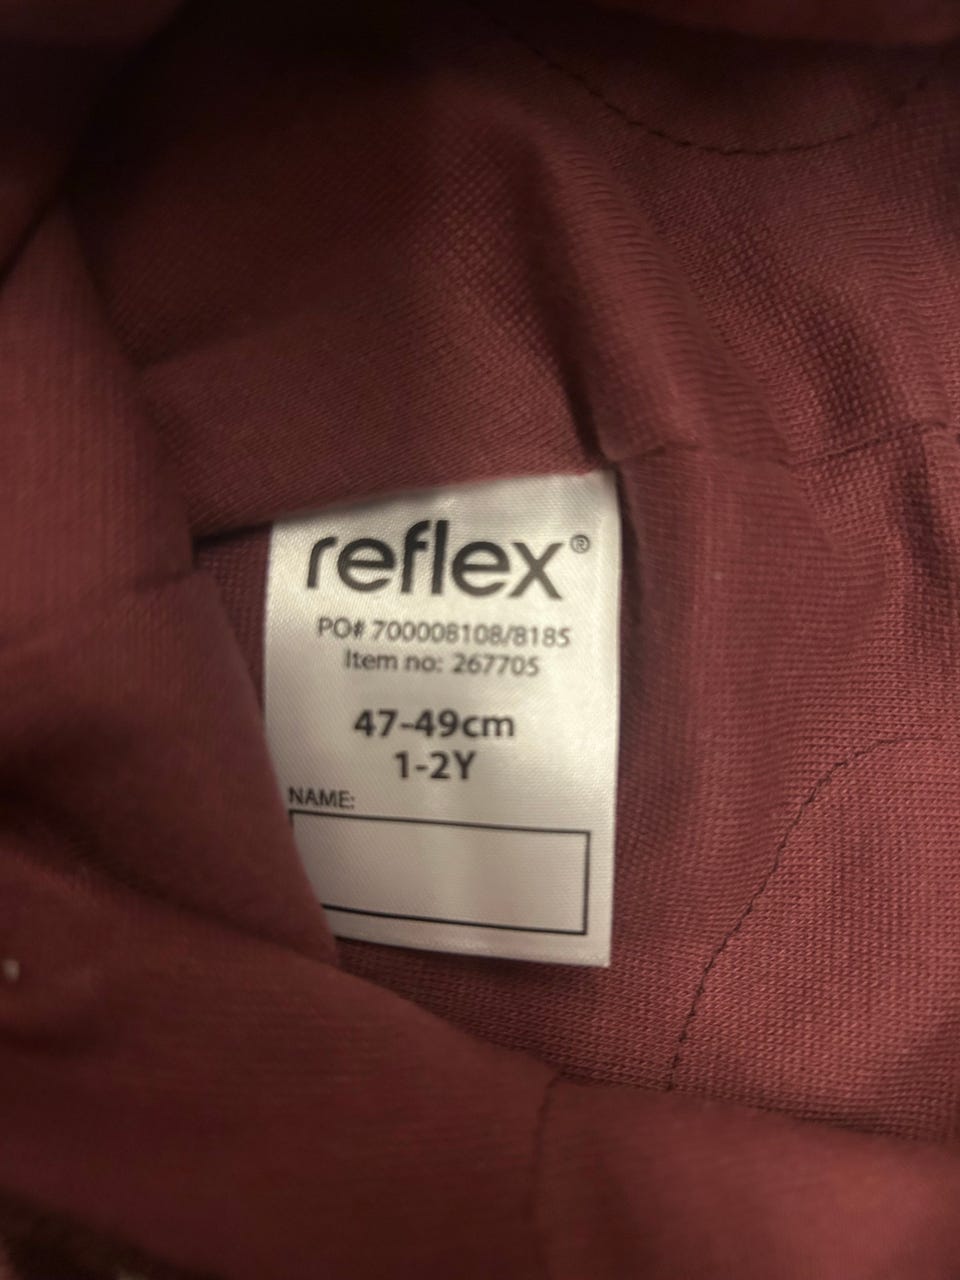 reflex®
PO# 700008108/8185
Item no: 267705
47-49cm
1-2Y
NAME: